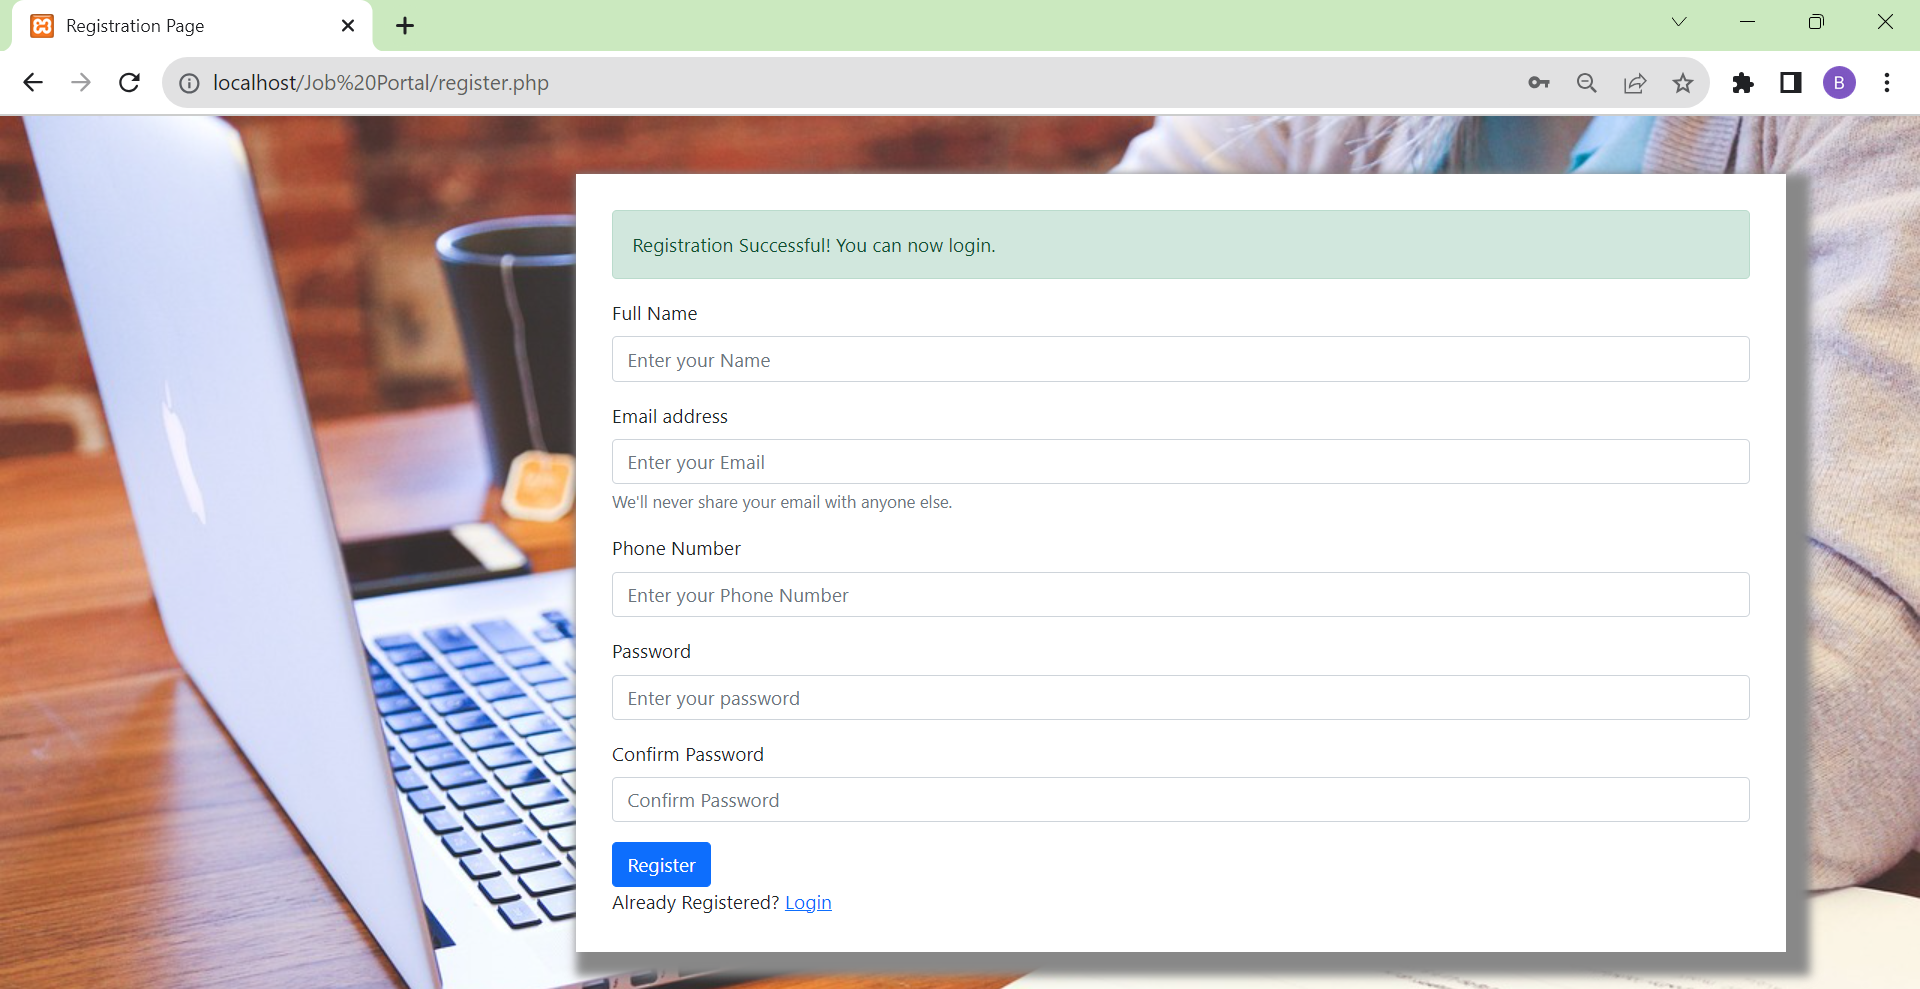 Registration Page
localhost/Job%20Portal/register.php
B
Registration Successful! You can now login.
Full Name
Enter your Name
Email address
Enter your Email
We'll never share your email with anyone else.
Phone Number
Enter your Phone Number
Password
Enter your password
Confirm Password
Confirm Password
Register
Already Registered? Login